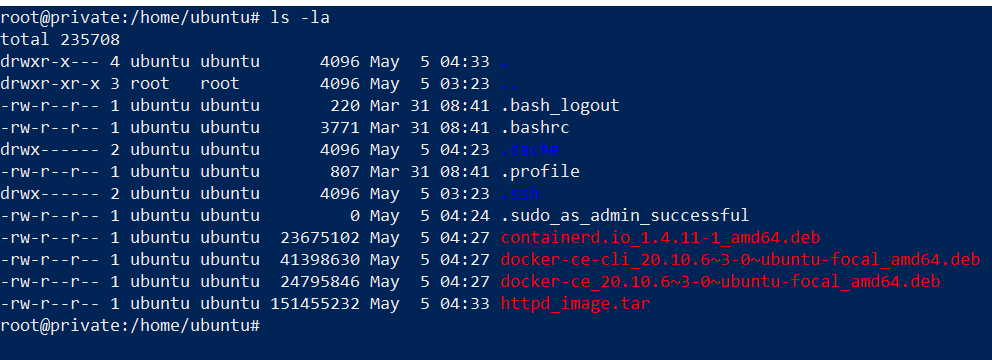 root@private:/home/ubuntu# ls -la
total 235708
drwxr-x--- 4 ubuntu ubuntu      4096 May  5 04:33 .
drwxr-xr-x 3 root   root        4096 May  5 03:23 ..
-rw-r--r-- 1 ubuntu ubuntu       220 Mar 31 08:41 .bash_logout
-rw-r--r-- 1 ubuntu ubuntu      3771 Mar 31 08:41 .bashrc
drwx------ 2 ubuntu ubuntu      4096 May  5 04:23 .cache
-rw-r--r-- 1 ubuntu ubuntu       807 Mar 31 08:41 .profile
drwx------ 2 ubuntu ubuntu      4096 May  5 03:23 .ssh
-rw-r--r-- 1 ubuntu ubuntu         0 May  5 04:24 .sudo_as_admin_successful
-rw-r--r-- 1 ubuntu ubuntu  23675102 May  5 04:27 containerd.io_1.4.11-1_amd64.deb
-rw-r--r-- 1 ubuntu ubuntu  41398630 May  5 04:27 docker-ce-cli_20.10.6~3-0~ubuntu-focal_amd64.deb
-rw-r--r-- 1 ubuntu ubuntu  24795846 May  5 04:27 docker-ce_20.10.6~3-0~ubuntu-focal_amd64.deb
-rw-r--r-- 1 ubuntu ubuntu 151455232 May  5 04:33 httpd_image.tar
root@private:/home/ubuntu#